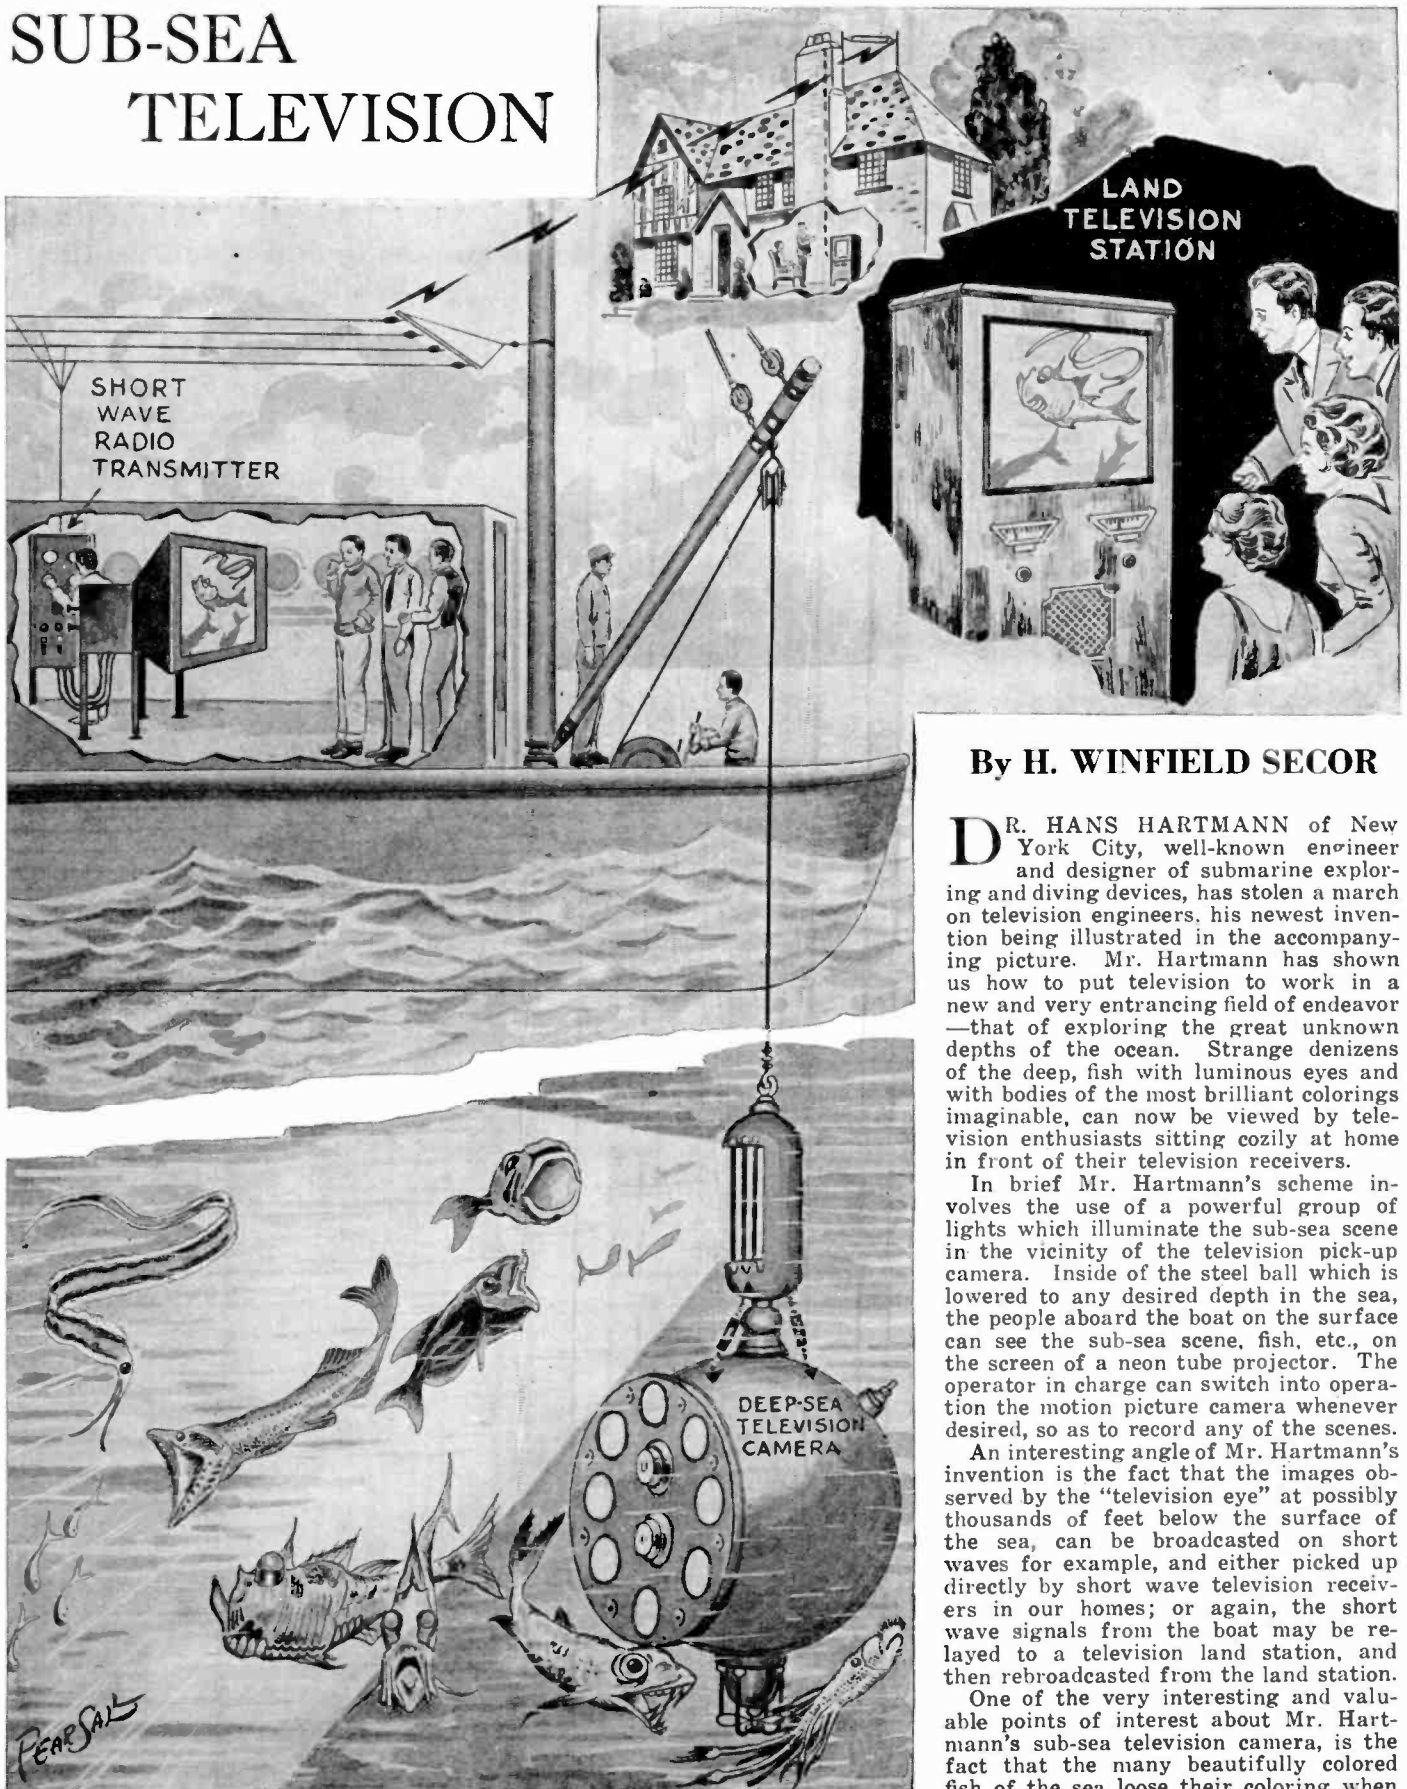 SUB-SEA
TELEVISION
LAND
TELEVISION
STATION
SHORT
WAVE
RADIO
TRANSMITTER
DEEP-SEA
TELEVISION
CAMERA
PEARSALL
By H. WINFIELD SECOR
DR. HANS HARTMANN of New
York City, well-known engineer
and designer of submarine explor-
ing and diving devices, has stolen a march
on television engineers, his newest inven-
tion being illustrated in the accompany-
ing picture. Mr. Hartmann has shown
us how to put television to work in a
new and very entrancing field of endeavor
—that of exploring the great unknown
depths of the ocean. Strange denizens
of the deep, fish with luminous eyes and
with bodies of the most brilliant colorings
imaginable, can now be viewed by tele-
vision enthusiasts sitting cozily at home
in front of their television receivers.
In brief Mr. Hartmann's scheme in-
volves the use of a powerful group of
lights which illuminate the sub-sea scene
in the vicinity of the television pick-up
camera. Inside of the steel ball which is
lowered to any desired depth in the sea,
the people aboard the boat on the surface
can see the sub-sea scene, fish, etc., on
the screen of a neon tube projector. The
operator in charge can switch into opera-
tion the motion picture camera whenever
desired, so as to record any of the scenes.
An interesting angle of Mr. Hartmann's
invention is the fact that the images ob-
served by the "television eye" at possibly
thousands of feet below the surface of
the sea, can be broadcasted on short
waves for example, and either picked up
directly by short wave television receiv-
ers in our homes; or again, the short
wave signals from the boat may be re-
layed to a television land station, and
then rebroadcasted from the land station.
One of the very interesting and valu-
able points of interest about Mr. Hart-
mann's sub-sea television camera, is the
fact that the many beautifully colored
fish of the sea loose their coloring when